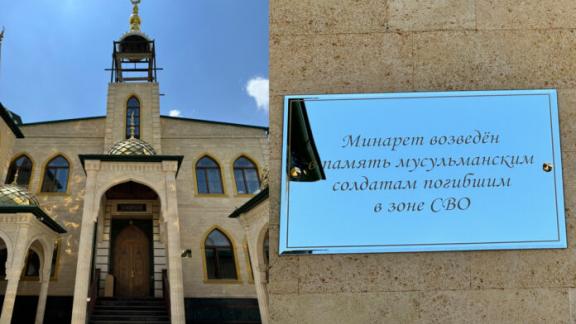 Минарет возведён
в память мусульманским
солдатам погибшим
в зоне СВО